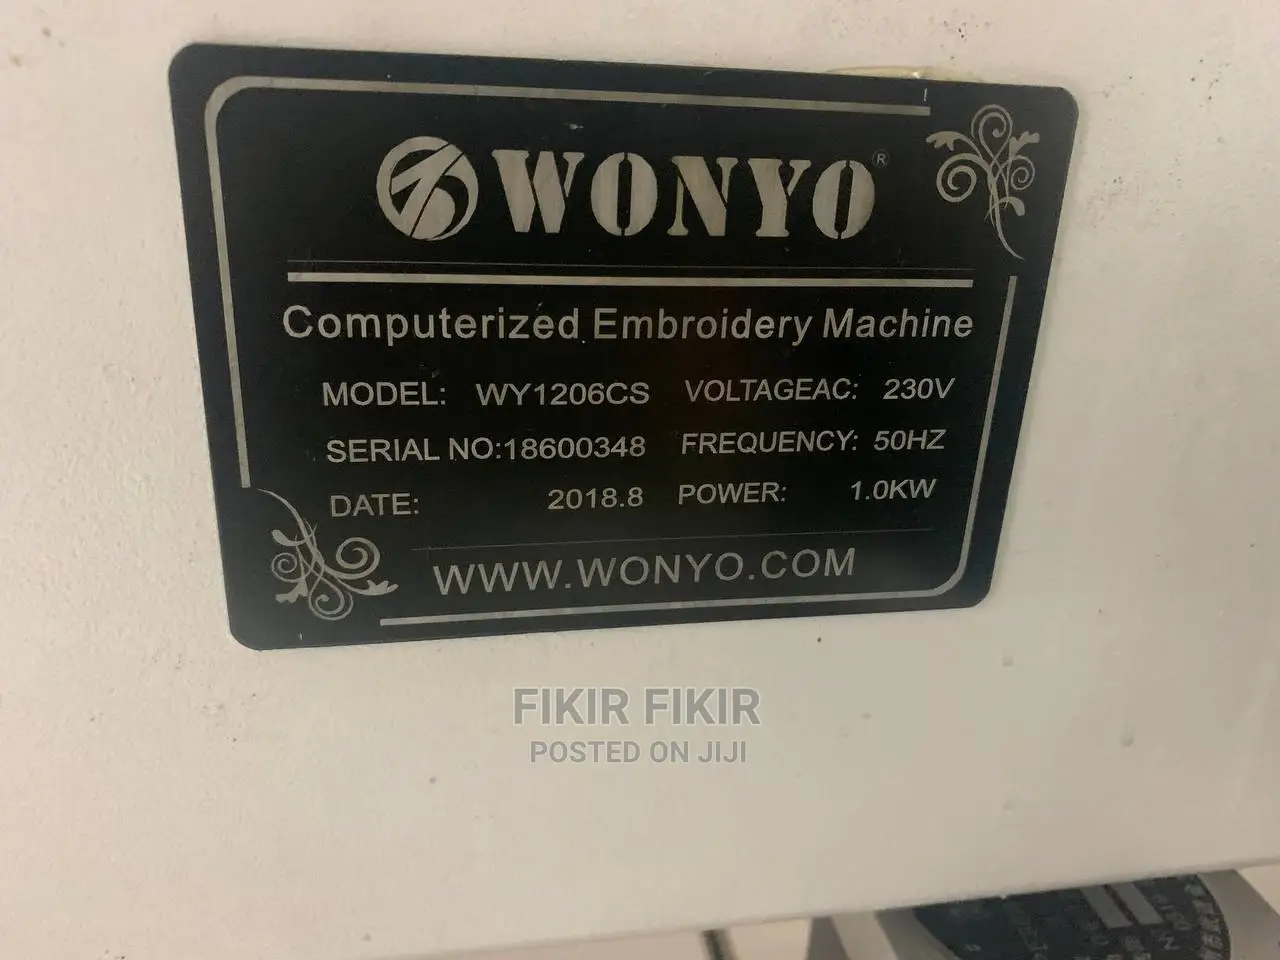 WONYO®
Computerized Embroidery Machine
MODEL: WY1206CS VOLTAGEAC: 230V
SERIAL NO:18600348 FREQUENCY: 50HZ
DATE: 2018.8 POWER: 1.0KW
WWW.WONYO.COM
FIKIR FIKIR
POSTED ON JIJI